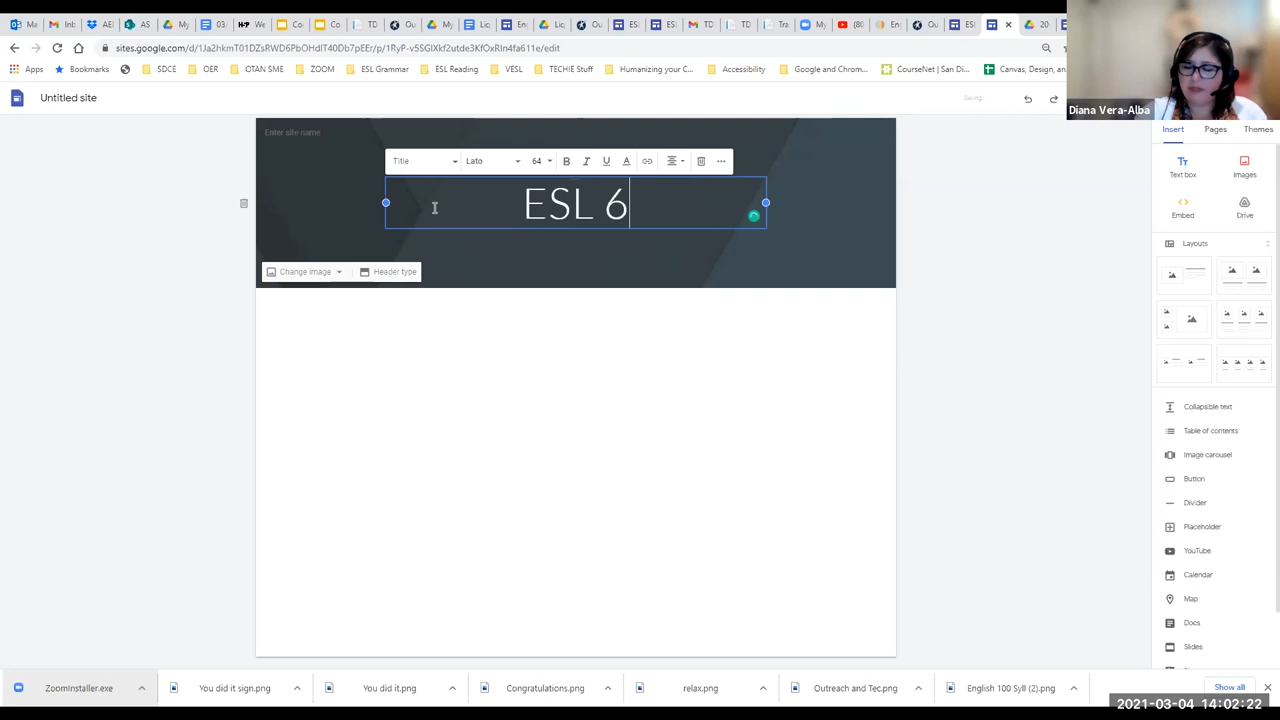 sites.google.com/d/1Ja2hkmT01DZsRWD6PbOHdIT40Db7pEEr/p/1RyP-v5SGIXkf2utde3KfOxRIn4fa611e/edit
Apps
Bookmarks
SDCE
OER
OTAN SME
ZOOM
ESL Grammar
ESL Reading
VESL
TECHIE Stuff
Humanizing your C...
Accessibility
Google and Chrom...
CourseNet | San Di...
Canvas, Design, an...
Diana Vera-Alba
Untitled site
Saving...
Insert
Pages
Themes
Enter site name
Title
Lato
64
ESL 6
Change image
Header type
Text box
Images
Embed
Drive
Layouts
Collapsible text
Table of contents
Image carousel
Button
Divider
Placeholder
YouTube
Calendar
Map
Docs
Slides
ZoomInstaller.exe
You did it sign.png
You did it.png
Congratulations.png
relax.png
Outreach and Tec.png
English 100 Syll (2).png
Show all
2021-03-04 14:02:22